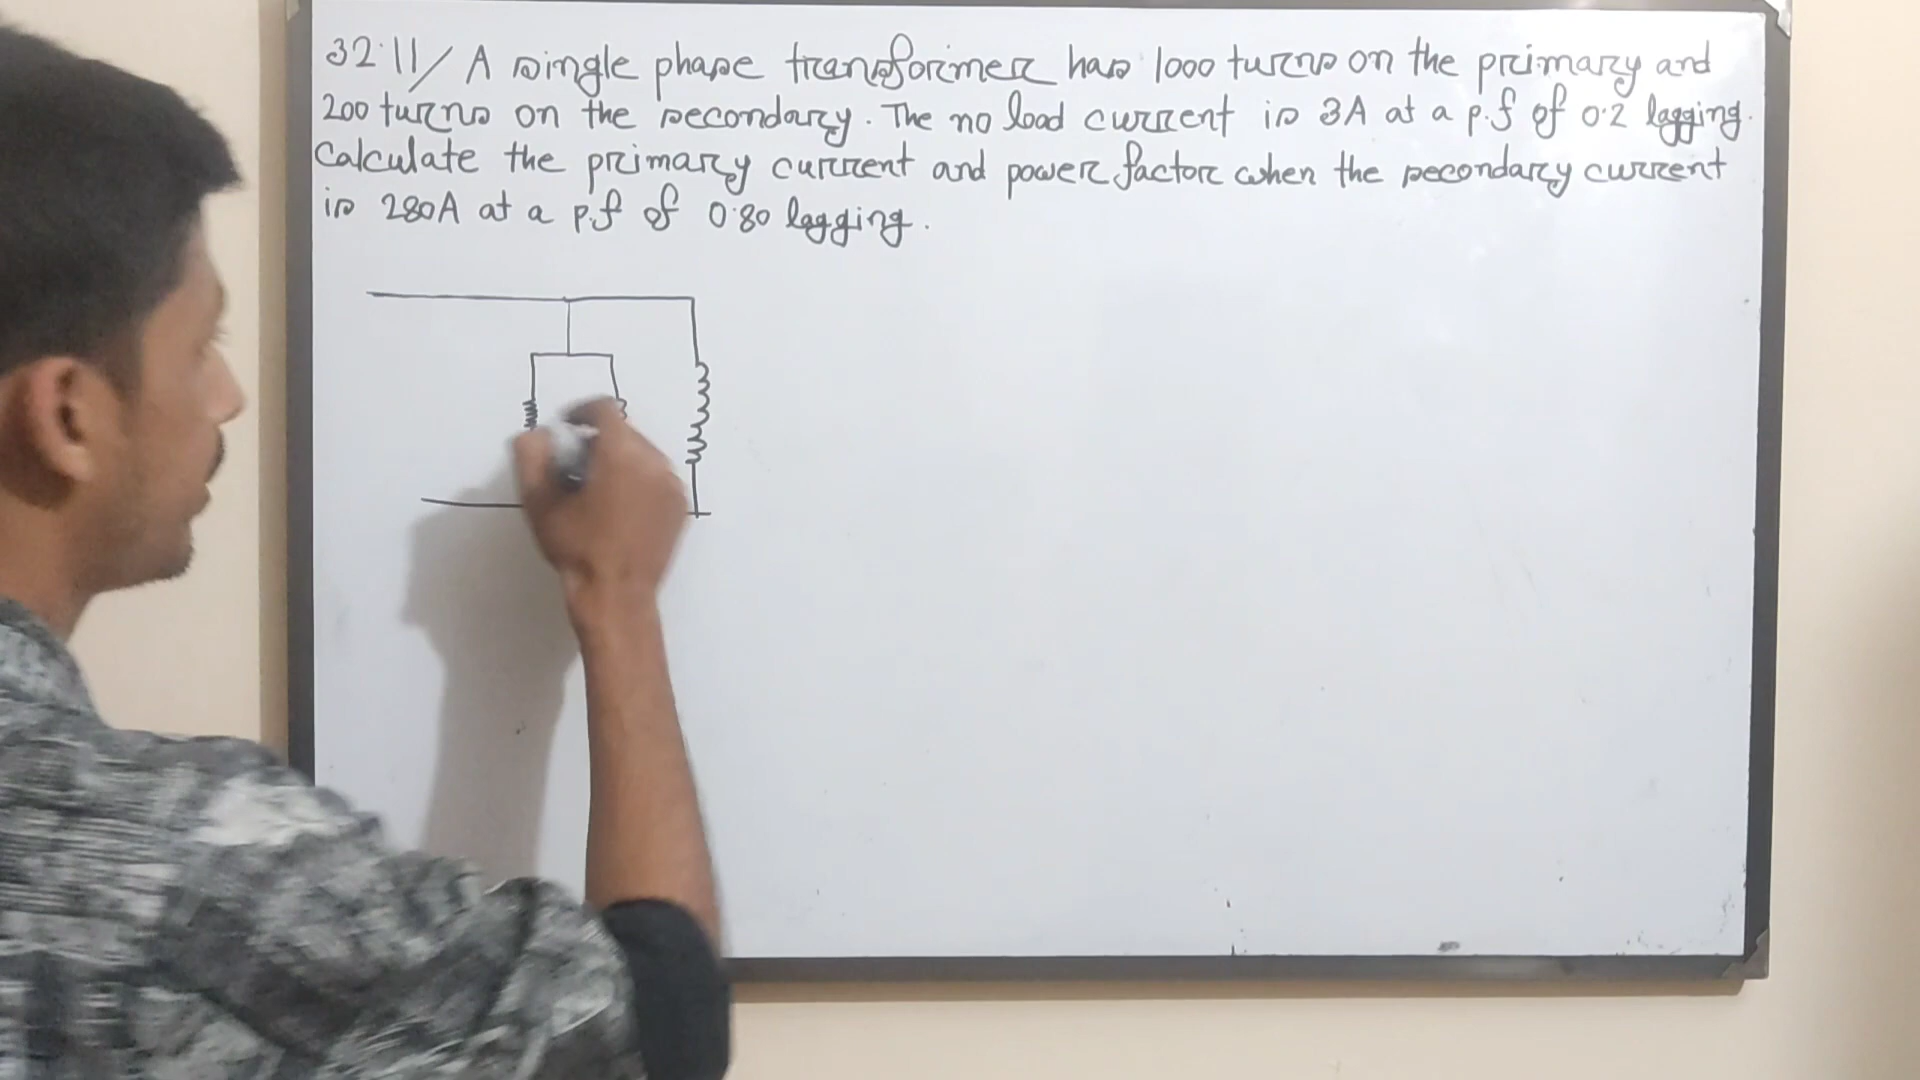 32.11/ A single phase transformer has 1000 turns on the primary and
200 turns on the secondary. The no load current is 3A at a p.f of 0.2 lagging.
Calculate the primary current and power factor when the secondary current
is 280A at a p.f of 0.80 lagging.